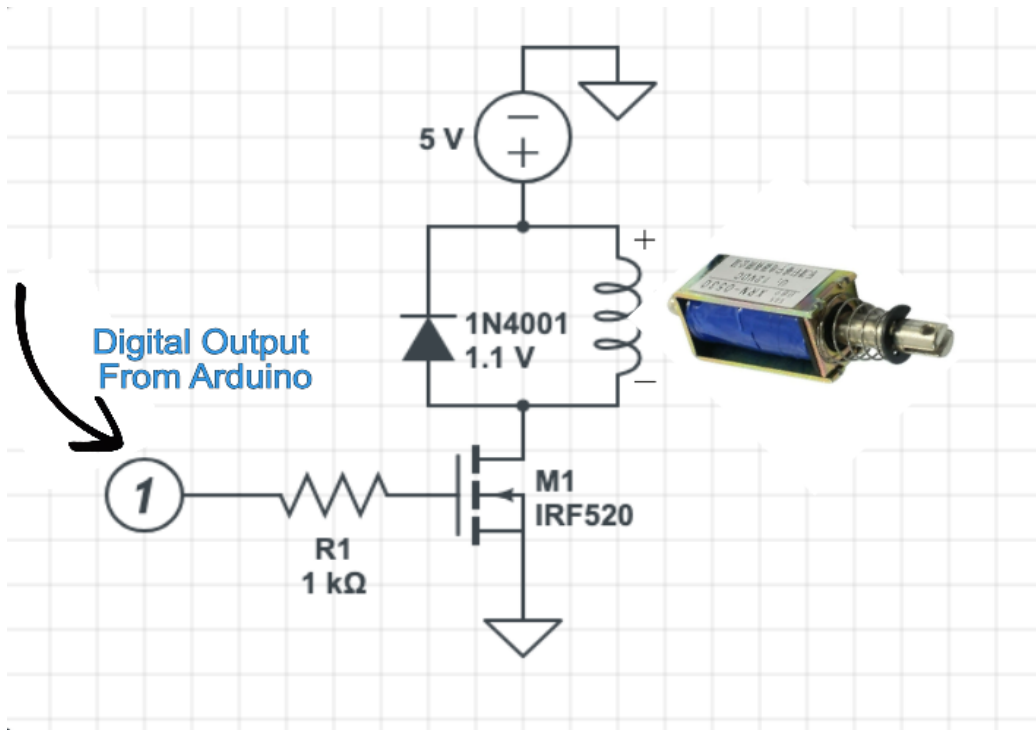 5 V
+
1N4001
1.1 V
−
Digital Output
From Arduino
1
R1
1 kΩ
M1
IRF520